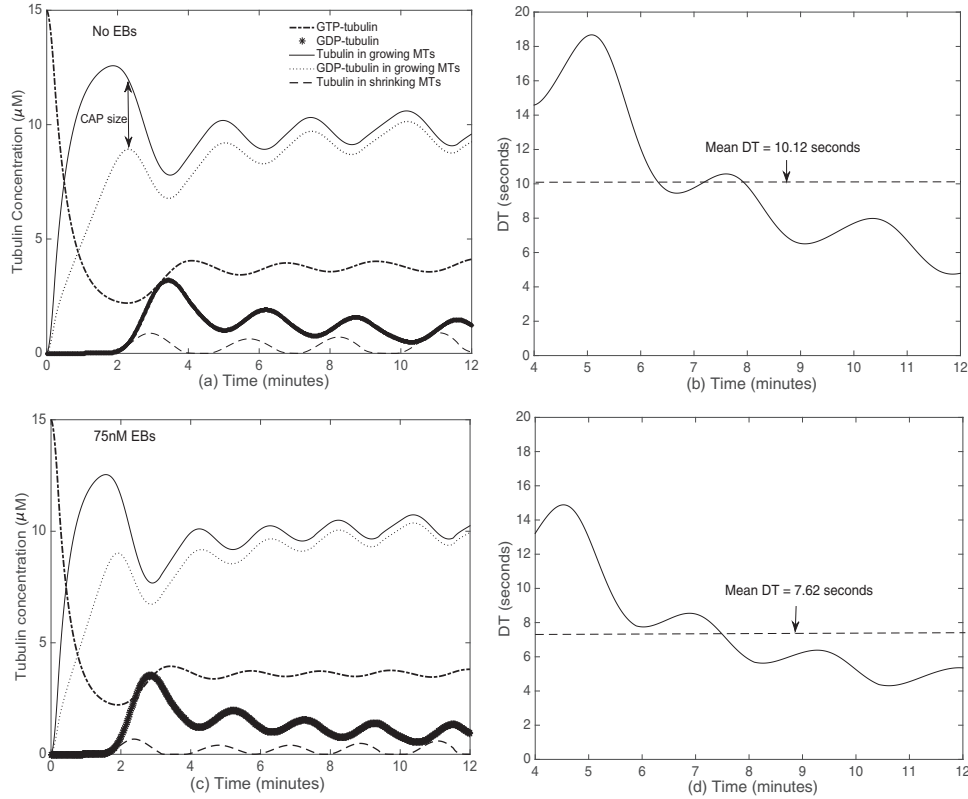 15
10
5
0
Tubulin Concentration (μM)
No EBs
CAP size
GTP-tubulin
GDP-tubulin
Tubulin in growing MTs
GDP-tubulin in growing MTs
Tubulin in shrinking MTs
0 2 4 6 8 10 12
(a) Time (minutes)
20
18
16
14
12
10
8
6
4
2
0
DT (seconds)
Mean DT = 10.12 seconds
4 5 6 7 8 9 10 11 12
(b) Time (minutes)
15
10
5
0
Tubulin concentration (μM)
75nM EBs
0 2 4 6 8 10 12
(c) Time (minutes)
20
18
16
14
12
10
8
6
4
2
0
DT (seconds)
Mean DT = 7.62 seconds
4 5 6 7 8 9 10 11 12
(d) Time (minutes)